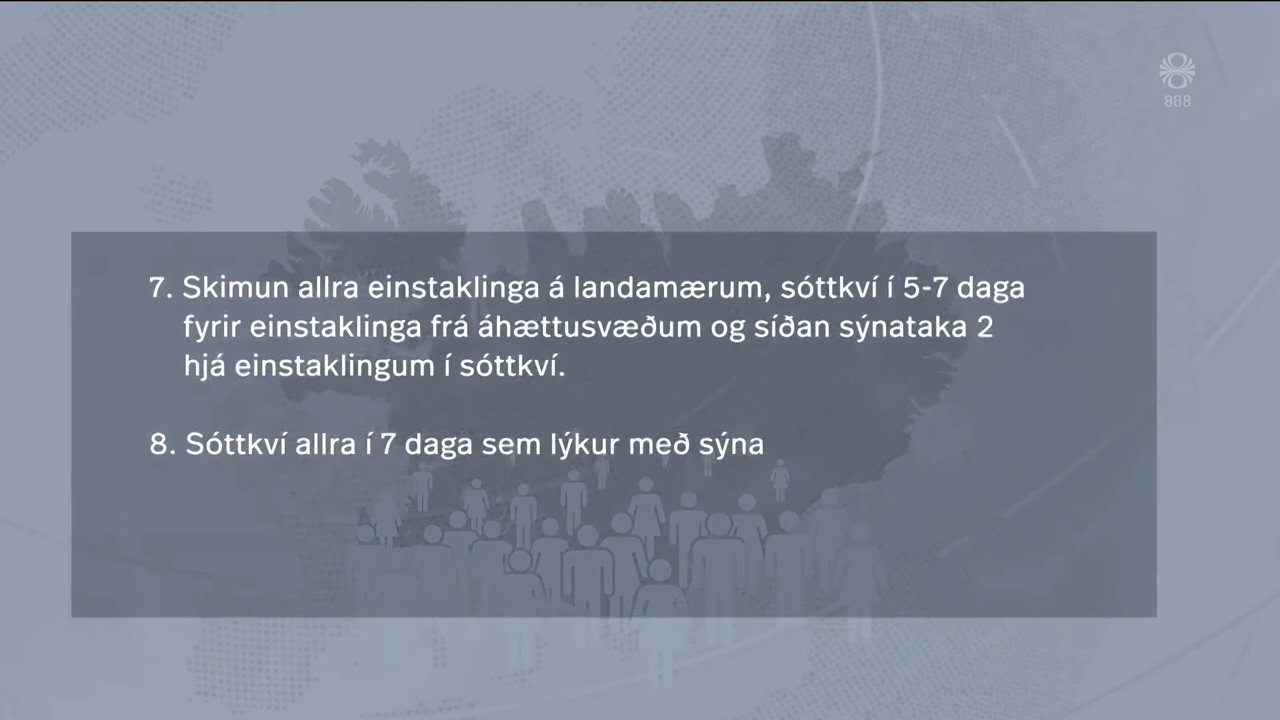 888
7. Skimun allra einstaklinga á landamærum, sóttkví í 5-7 daga
fyrir einstaklinga frá áhættusvæðum og síðan sýnataka 2
hjá einstaklingum í sóttkví.
8. Sóttkví allra í 7 daga sem lýkur með sýna